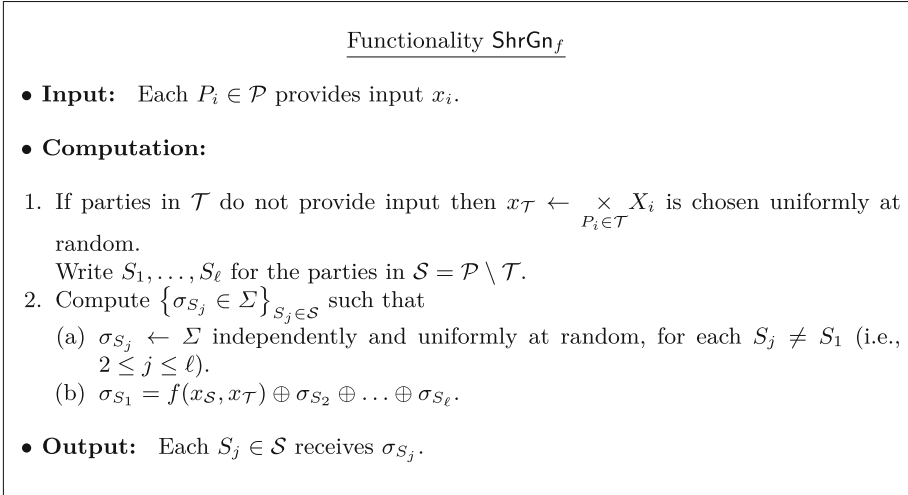 Functionality ShrGn_f
• Input: Each P_i ∈ 𝒫 provides input x_i.
• Computation:
1. If parties in 𝒯 do not provide input then x_𝒯 ← × X_i is chosen uniformly at
P_i∈𝒯
random.
Write S_1, . . . , S_ℓ for the parties in 𝒮 = 𝒫 \ 𝒯.
2. Compute {σ_{S_j} ∈ Σ}_{S_j∈𝒮} such that
(a) σ_{S_j} ← Σ independently and uniformly at random, for each S_j ≠ S_1 (i.e.,
2 ≤ j ≤ ℓ).
(b) σ_{S_1} = f(x_𝒮, x_𝒯) ⊕ σ_{S_2} ⊕ . . . ⊕ σ_{S_ℓ}.
• Output: Each S_j ∈ 𝒮 receives σ_{S_j}.